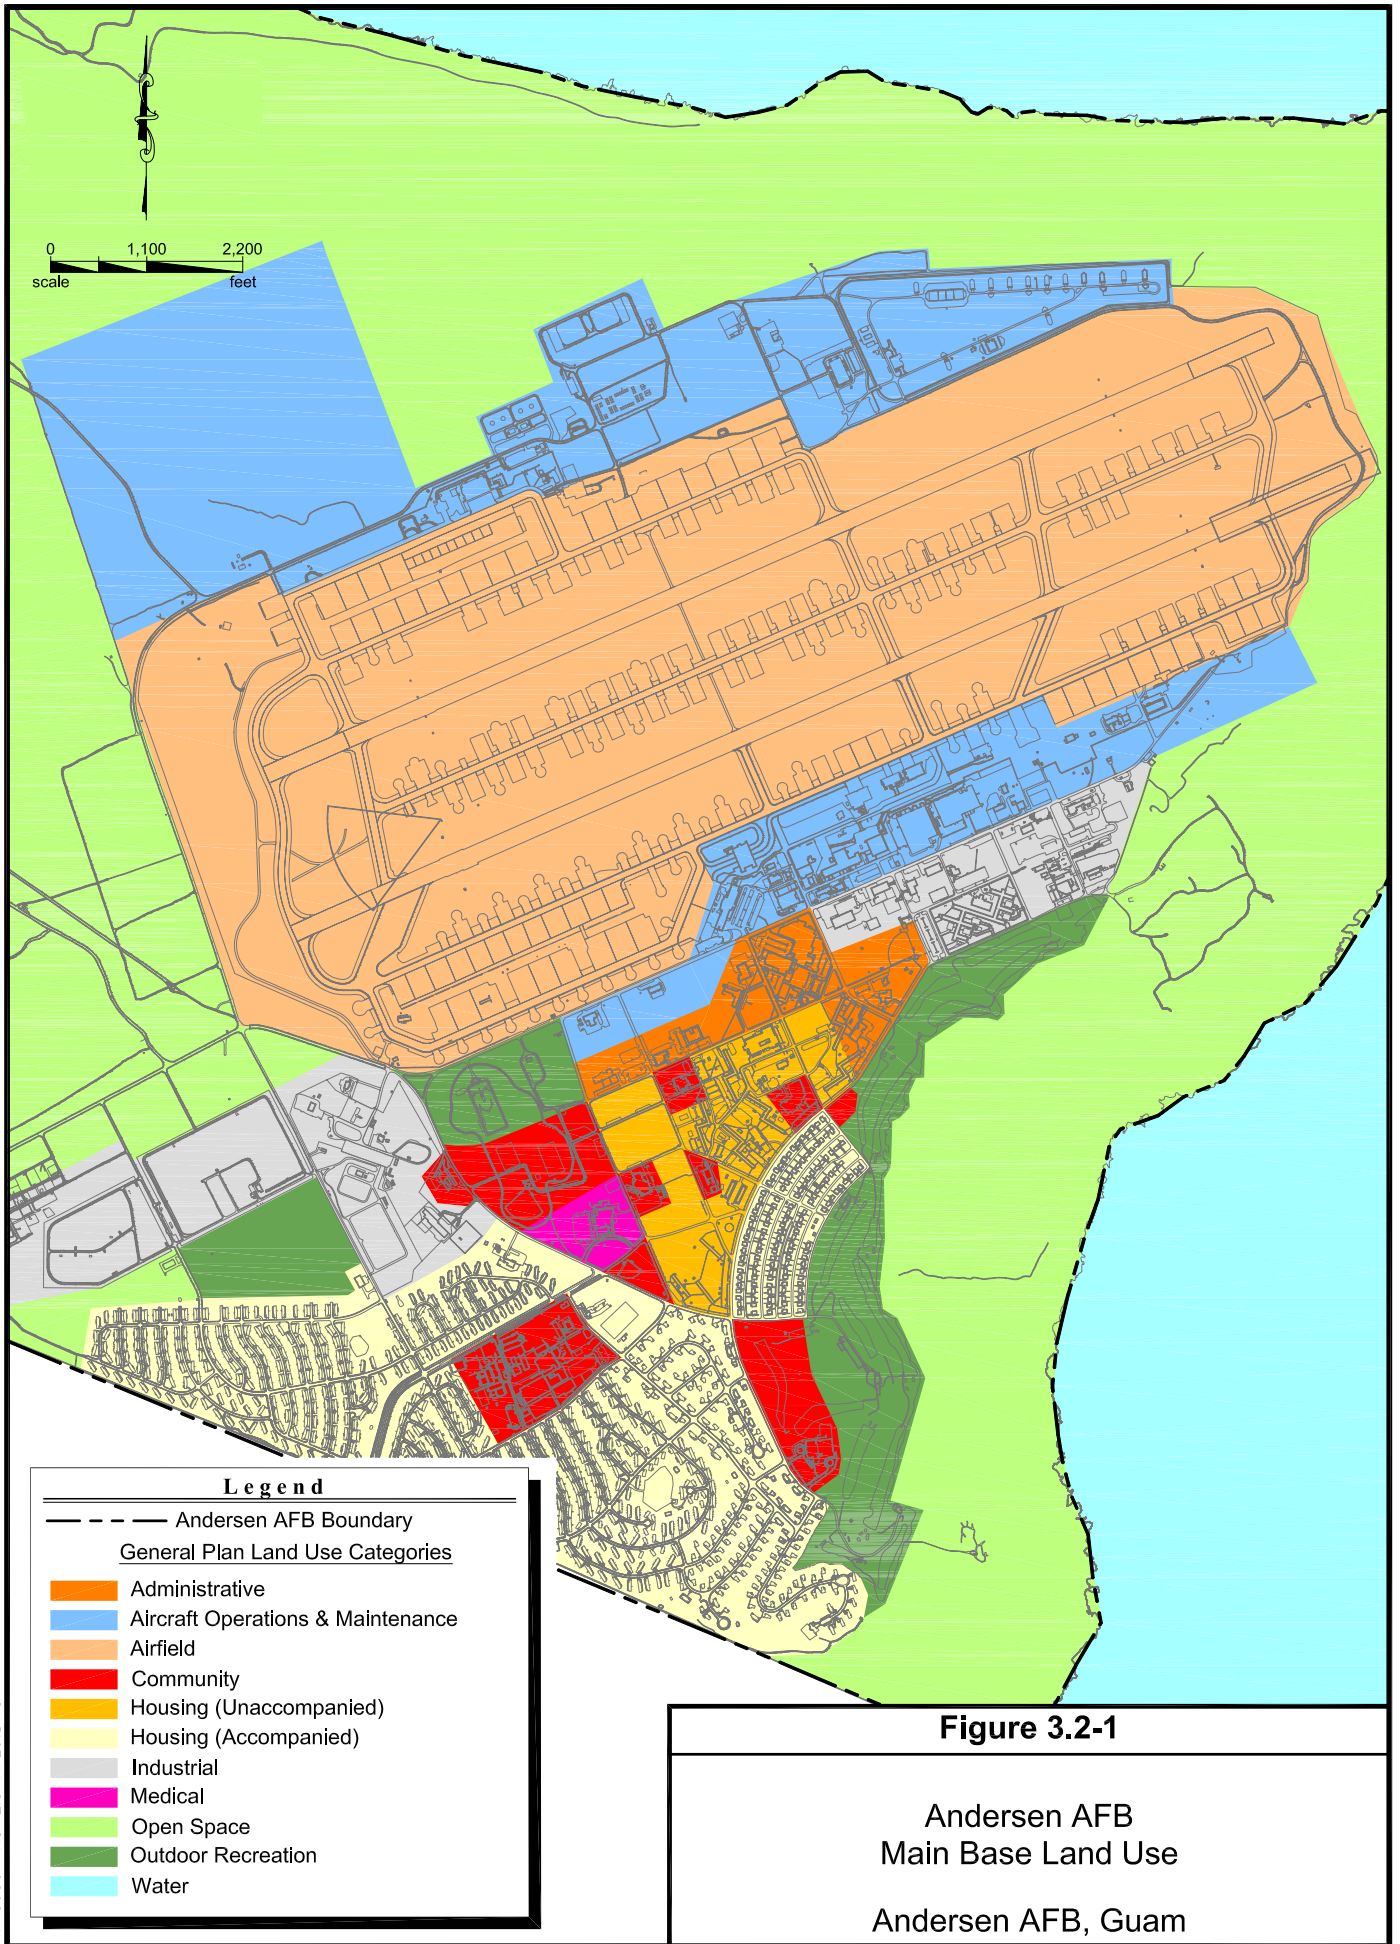 0 1,100 2,200
scale feet
Legend
Andersen AFB Boundary
General Plan Land Use Categories
Administrative
Aircraft Operations & Maintenance
Airfield
Community
Housing (Unaccompanied)
Housing (Accompanied)
Industrial
Medical
Open Space
Outdoor Recreation
Water
Figure 3.2-1
Andersen AFB
Main Base Land Use
Andersen AFB, Guam